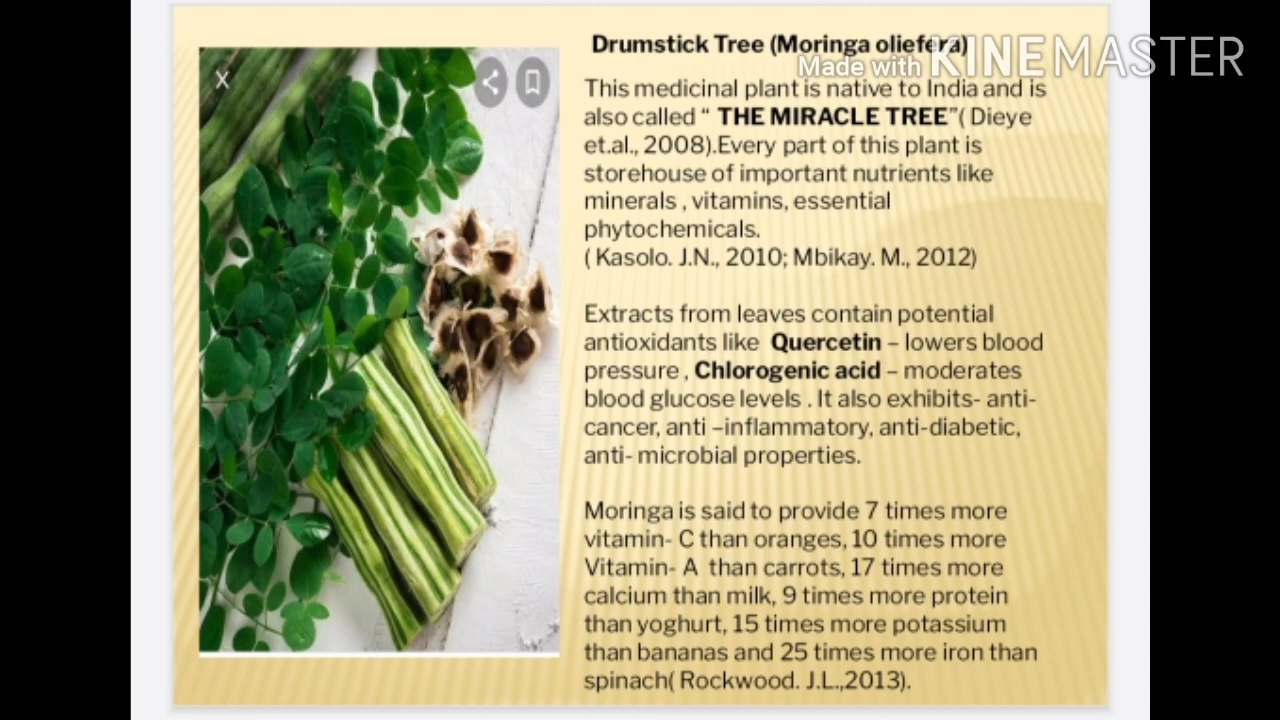 Drumstick Tree (Moringa oliefera)
Made with KINEMASTER
This medicinal plant is native to India and is
also called “ THE MIRACLE TREE”( Dieye
et.al., 2008).Every part of this plant is
storehouse of important nutrients like
minerals , vitamins, essential
phytochemicals.
( Kasolo. J.N., 2010; Mbikay. M., 2012)
Extracts from leaves contain potential
antioxidants like Quercetin – lowers blood
pressure , Chlorogenic acid – moderates
blood glucose levels . It also exhibits- anti-
cancer, anti –inflammatory, anti-diabetic,
anti- microbial properties.
Moringa is said to provide 7 times more
vitamin- C than oranges, 10 times more
Vitamin- A than carrots, 17 times more
calcium than milk, 9 times more protein
than yoghurt, 15 times more potassium
than bananas and 25 times more iron than
spinach( Rockwood. J.L.,2013).
X